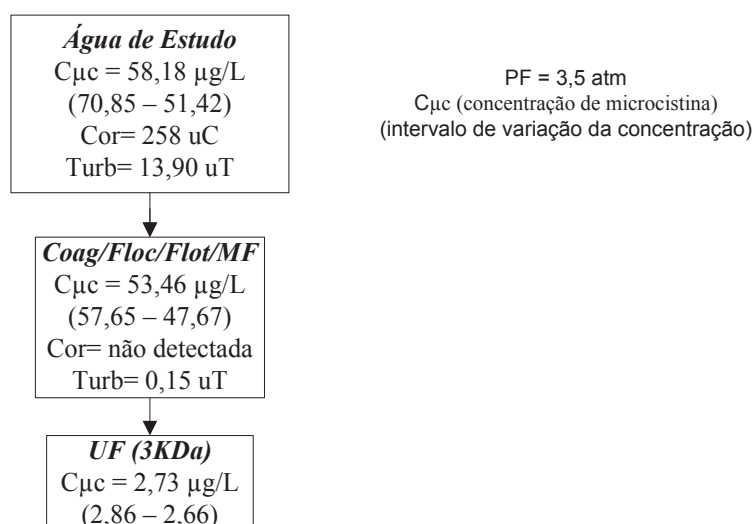 Água de Estudo
Cμc = 58,18 μg/L
(70,85 – 51,42)
Cor= 258 uC
Turb= 13,90 uT
PF = 3,5 atm
Cμc (concentração de microcistina)
(intervalo de variação da concentração)
Coag/Floc/Flot/MF
Cμc = 53,46 μg/L
(57,65 – 47,67)
Cor= não detectada
Turb= 0,15 uT
UF (3KDa)
Cμc = 2,73 μg/L
(2,86 – 2,66)